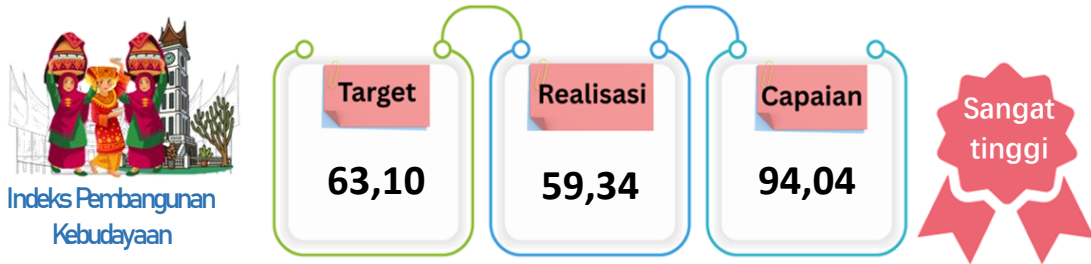 Indeks Pembangunan
Kebudayaan
Target
63,10
Realisasi
59,34
Capaian
94,04
Sangat
tinggi